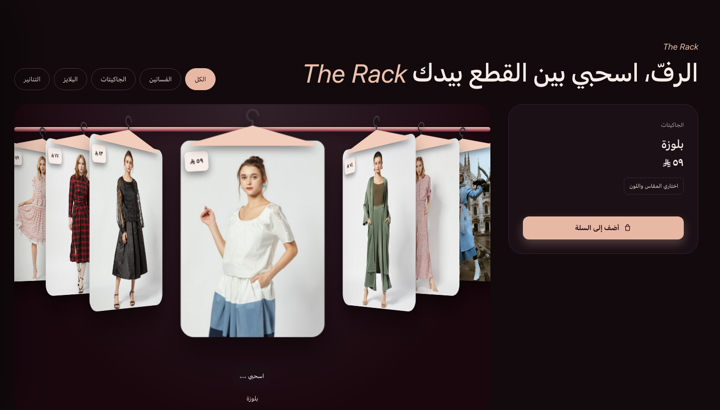 The Rack
الرفّ، اسحبي بين القطع بيدك The Rack
الكل
الفساتين
الجاكيتات
البلايز
التنانير
الجاكيتات
بلوزة
٥٩
اختاري المقاس واللون
أضف إلى السلة
٥٩
اسحبي ....
بلوزة